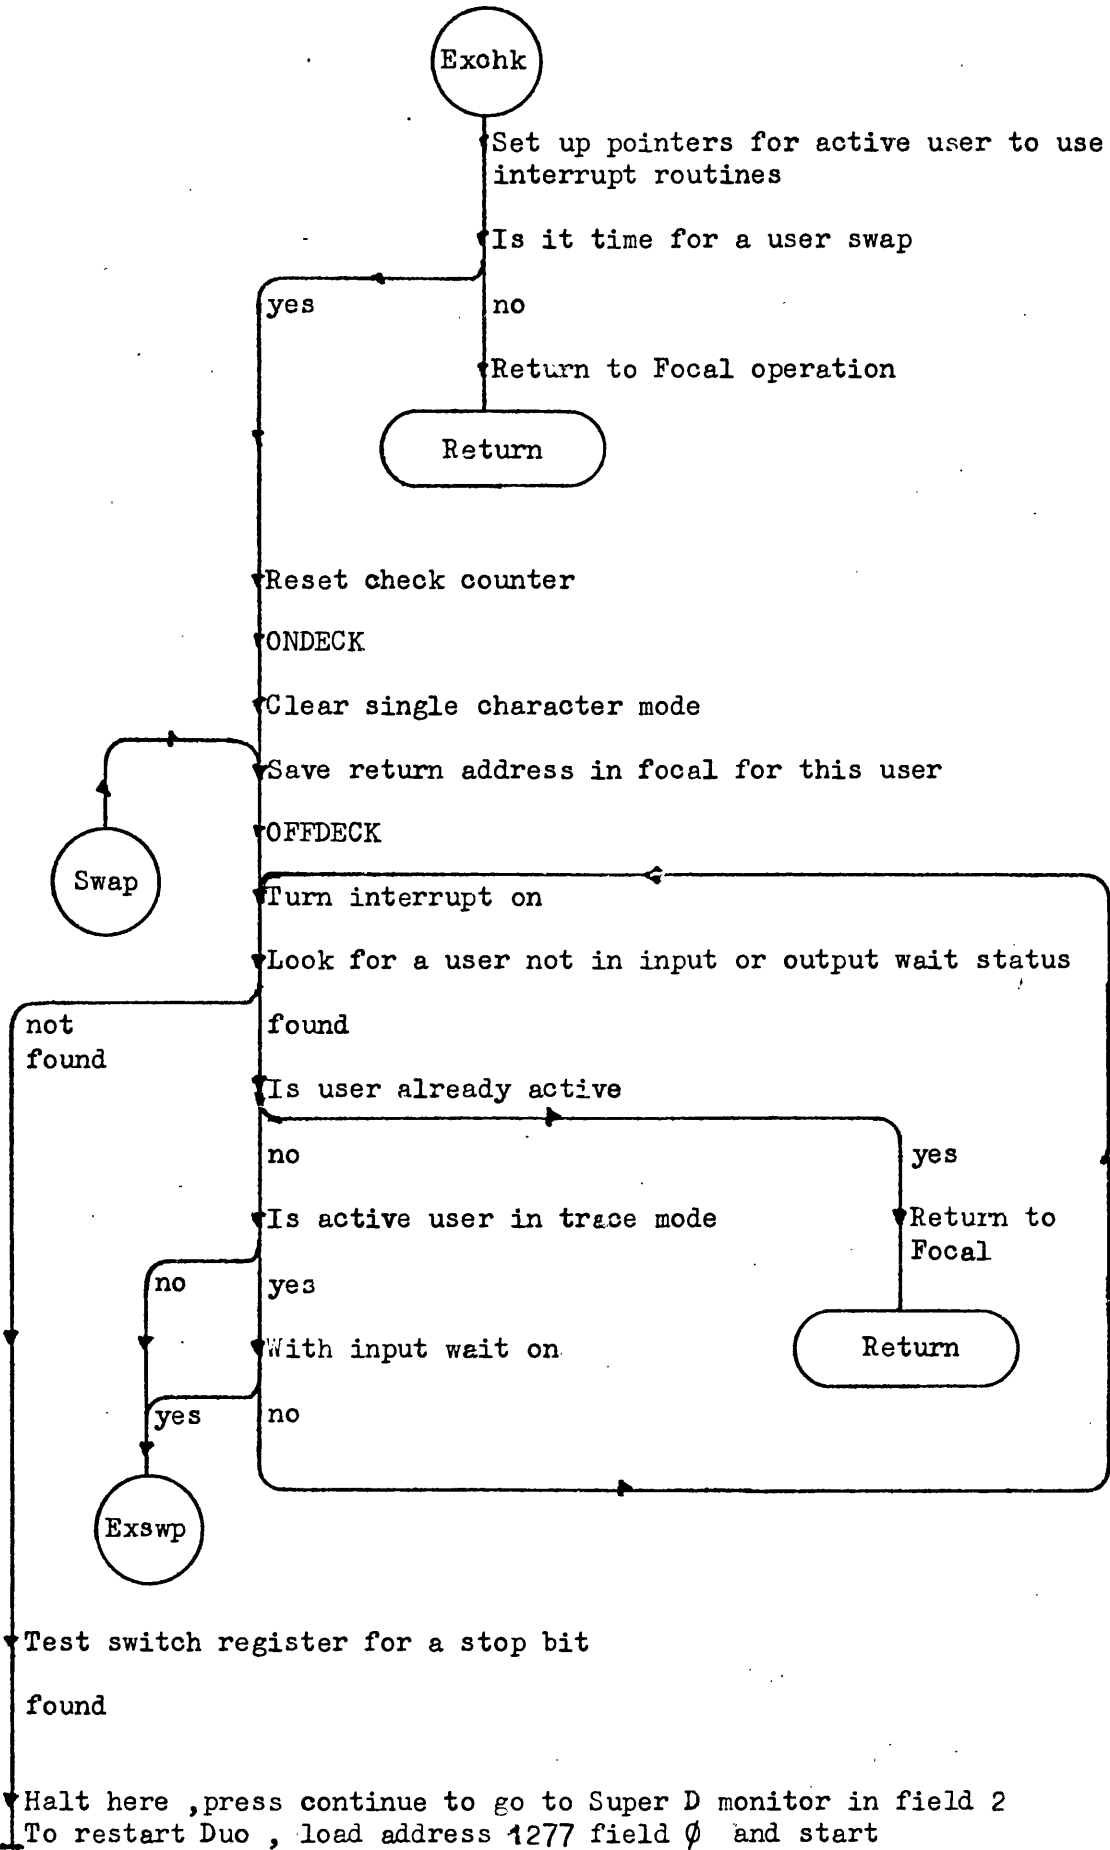 Exchk
Set up pointers for active user to use
interrupt routines
Is it time for a user swap
yes
no
Return to Focal operation
Return
Reset check counter
ONDECK
Clear single character mode
Save return address in focal for this user
OFFDECK
Swap
Turn interrupt on
Look for a user not in input or output wait status
not
found
found
Is user already active
no
yes
Is active user in trace mode
Return to
Focal
no
yes
With input wait on
Return
yes
no
Exswp
Test switch register for a stop bit
found
Halt here ,press continue to go to Super D monitor in field 2
To restart Duo , load address 1277 field Ø and start